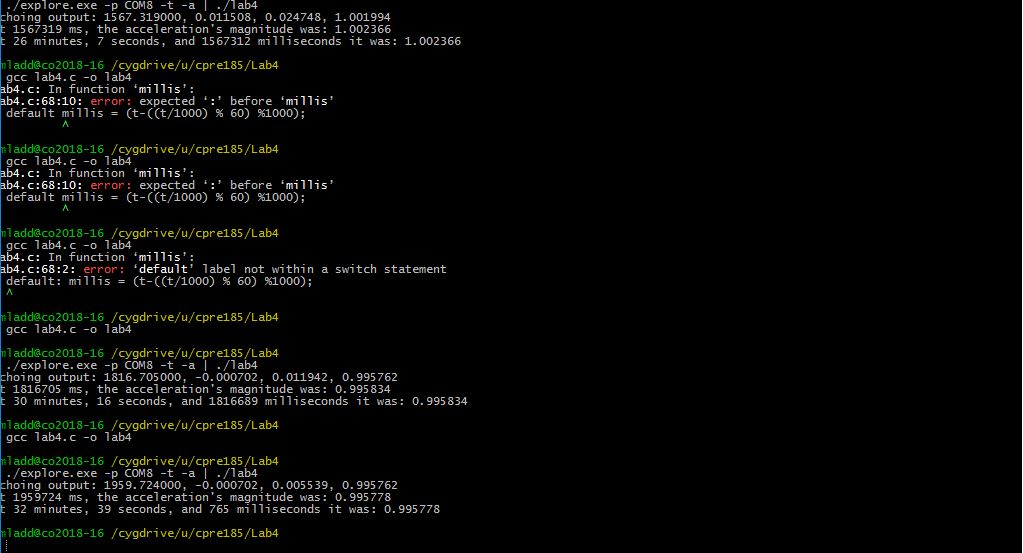 ./explore.exe -p COM8 -t -a | ./lab4
choing output: 1567.319000, 0.011508, 0.024748, 1.001994
t 1567319 ms, the acceleration's magnitude was: 1.002366
t 26 minutes, 7 seconds, and 1567312 milliseconds it was: 1.002366
mladd@co2018-16 /cygdrive/u/cpre185/Lab4
gcc lab4.c -o lab4
ab4.c: In function ‘millis’:
ab4.c:68:10: error: expected ‘:’ before ‘millis’
default millis = (t-((t/1000) % 60) %1000);
^
mladd@co2018-16 /cygdrive/u/cpre185/Lab4
gcc lab4.c -o lab4
ab4.c: In function ‘millis’:
ab4.c:68:10: error: expected ‘:’ before ‘millis’
default millis = (t-((t/1000) % 60) %1000);
^
mladd@co2018-16 /cygdrive/u/cpre185/Lab4
gcc lab4.c -o lab4
ab4.c: In function ‘millis’:
ab4.c:68:2: error: ‘default’ label not within a switch statement
default: millis = (t-((t/1000) % 60) %1000);
^
mladd@co2018-16 /cygdrive/u/cpre185/Lab4
gcc lab4.c -o lab4
mladd@co2018-16 /cygdrive/u/cpre185/Lab4
./explore.exe -p COM8 -t -a | ./lab4
choing output: 1816.705000, -0.000702, 0.011942, 0.995762
t 1816705 ms, the acceleration's magnitude was: 0.995834
t 30 minutes, 16 seconds, and 1816689 milliseconds it was: 0.995834
mladd@co2018-16 /cygdrive/u/cpre185/Lab4
gcc lab4.c -o lab4
mladd@co2018-16 /cygdrive/u/cpre185/Lab4
./explore.exe -p COM8 -t -a | ./lab4
choing output: 1959.724000, -0.000702, 0.005539, 0.995762
t 1959724 ms, the acceleration's magnitude was: 0.995778
t 32 minutes, 39 seconds, and 765 milliseconds it was: 0.995778
mladd@co2018-16 /cygdrive/u/cpre185/Lab4